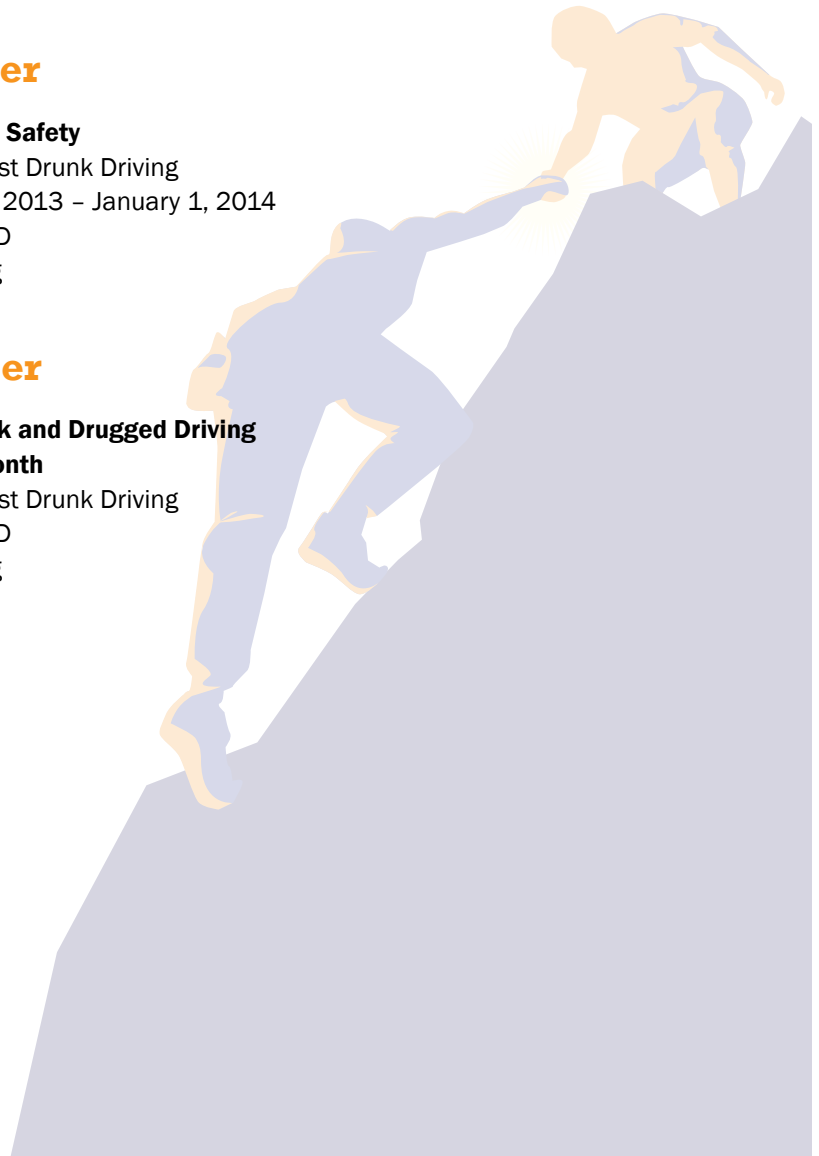 er
Safety
st Drunk Driving
2013 – January 1, 2014
D
g
er
k and Drugged Driving
onth
st Drunk Driving
D
g